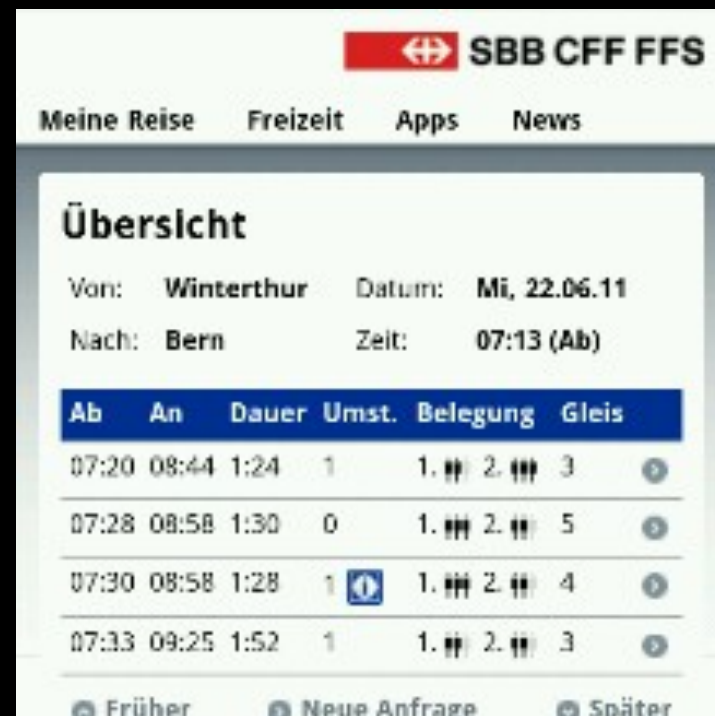 SBB CFF FFS
Meine Reise Freizeit Apps News
Übersicht
Von: Winterthur Datum: Mi, 22.06.11
Nach: Bern Zeit: 07:13 (Ab)
Ab An Dauer Umst. Belegung Gleis
07:20 08:44 1:24 1 1. 2. 3
07:28 08:58 1:30 0 1. 2. 5
07:30 08:58 1:28 1 1. 2. 4
07:33 09:25 1:52 1 1. 2. 3
Früher Neue Anfrage Später